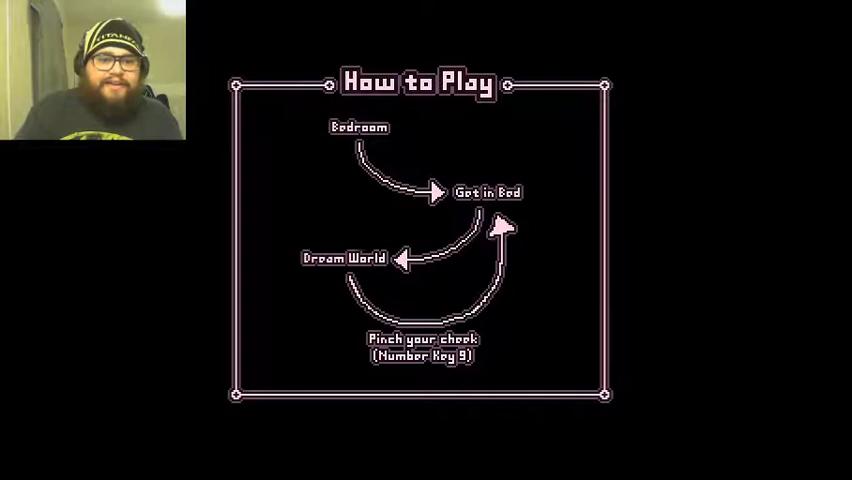 How to Play
Bedroom
Get in Bed
Dream World
Pinch your cheek
(Number Key 9)